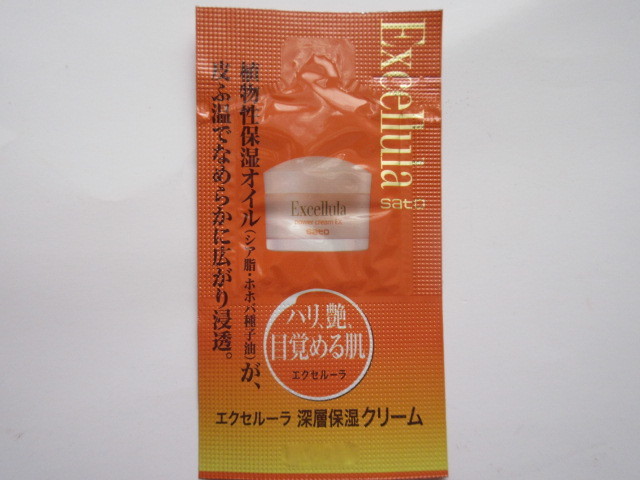 Excellula
sato
植物性保湿オイル(シア脂・ホホバ種子油)が、
皮ふ温でなめらかに広がり浸透。
Excellula
sato
ハリ、艶、
目覚める肌
エクセルーラ
エクセルーラ 深層保湿クリーム